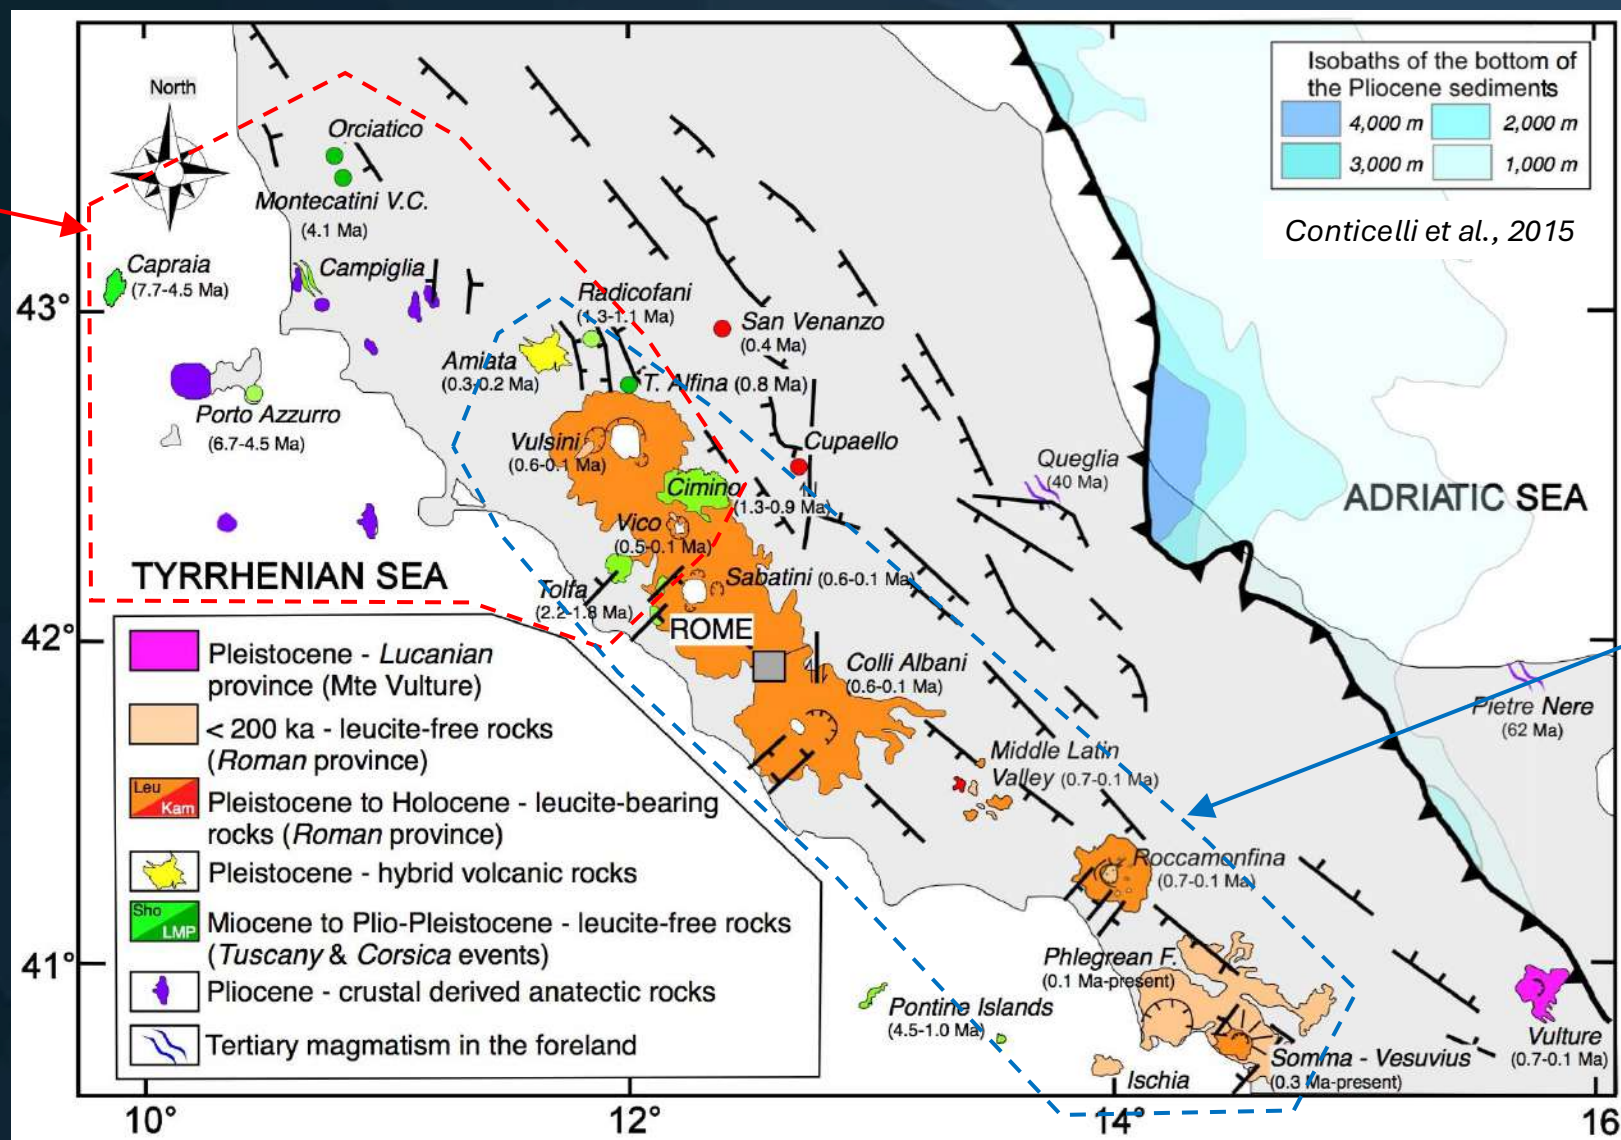 North
Isobaths of the bottom of
the Pliocene sediments
4,000 m
2,000 m
3,000 m
1,000 m
Conticelli et al., 2015
Orciatico
Montecatini V.C.
(4.1 Ma)
Capraia
(7.7-4.5 Ma)
Campiglia
43°
Radicofani
(1.3-1.1 Ma)
San Venanzo
(0.4 Ma)
Amiata
(0.3-0.2 Ma)
T. Alfina (0.8 Ma)
Porto Azzurro
(6.7-4.5 Ma)
Vulsini
(0.6-0.1 Ma)
Cupaello
Queglia
(40 Ma)
ADRIATIC SEA
Cimino
(1.3-0.9 Ma)
Vico
(0.5-0.1 Ma)
TYRRHENIAN SEA
Tolfa
(2.2-1.8 Ma)
Sabatini (0.6-0.1 Ma)
42°
ROME
Colli Albani
(0.6-0.1 Ma)
Pietre Nere
(62 Ma)
Middle Latin
Valley (0.7-0.1 Ma)
Roccamonfina
(0.7-0.1 Ma)
41°
Phlegrean F.
(0.1 Ma-present)
Pontine Islands
(4.5-1.0 Ma)
Ischia
Somma - Vesuvius
(0.3 Ma-present)
Vulture
(0.7-0.1 Ma)
Pleistocene - Lucanian
province (Mte Vulture)
< 200 ka - leucite-free rocks
(Roman province)
Leu
Kam
Pleistocene to Holocene - leucite-bearing
rocks (Roman province)
Pleistocene - hybrid volcanic rocks
Sho
LMP
Miocene to Plio-Pleistocene - leucite-free rocks
(Tuscany & Corsica events)
Pliocene - crustal derived anatectic rocks
Tertiary magmatism in the foreland
10°
12°
14°
16